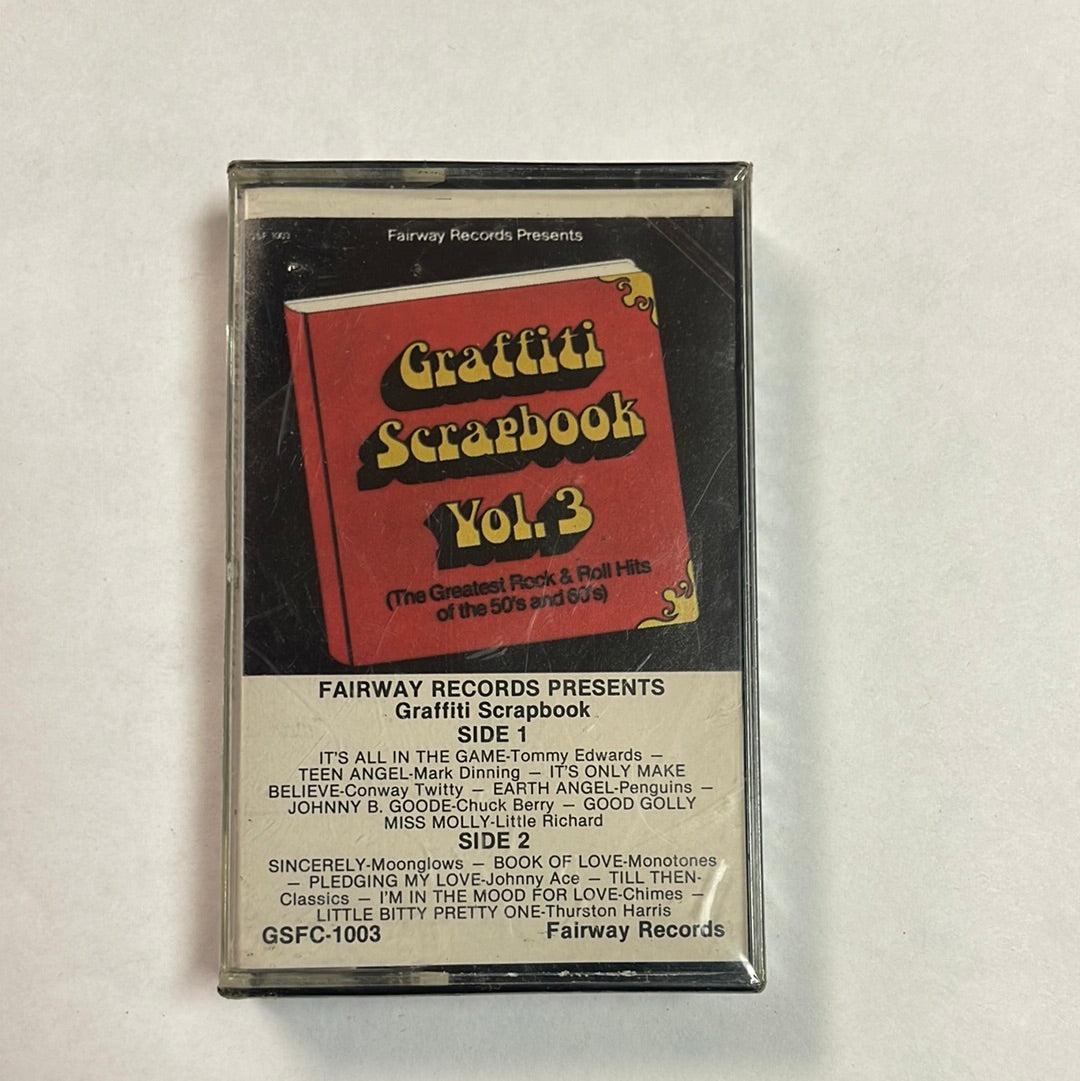 GSF 1003
Fairway Records Presents
Graffiti
Scrapbook
Vol. 3
(The Greatest Rock & Roll Hits
of the 50's and 60's)
FAIRWAY RECORDS PRESENTS
Graffiti Scrapbook
SIDE 1
IT'S ALL IN THE GAME-Tommy Edwards –
TEEN ANGEL-Mark Dinning – IT'S ONLY MAKE
BELIEVE-Conway Twitty – EARTH ANGEL-Penguins –
JOHNNY B. GOODE-Chuck Berry – GOOD GOLLY
MISS MOLLY-Little Richard
SIDE 2
SINCERELY-Moonglows – BOOK OF LOVE-Monotones
– PLEDGING MY LOVE-Johnny Ace – TILL THEN-
Classics – I'M IN THE MOOD FOR LOVE-Chimes –
LITTLE BITTY PRETTY ONE-Thurston Harris
GSFC-1003 Fairway Records